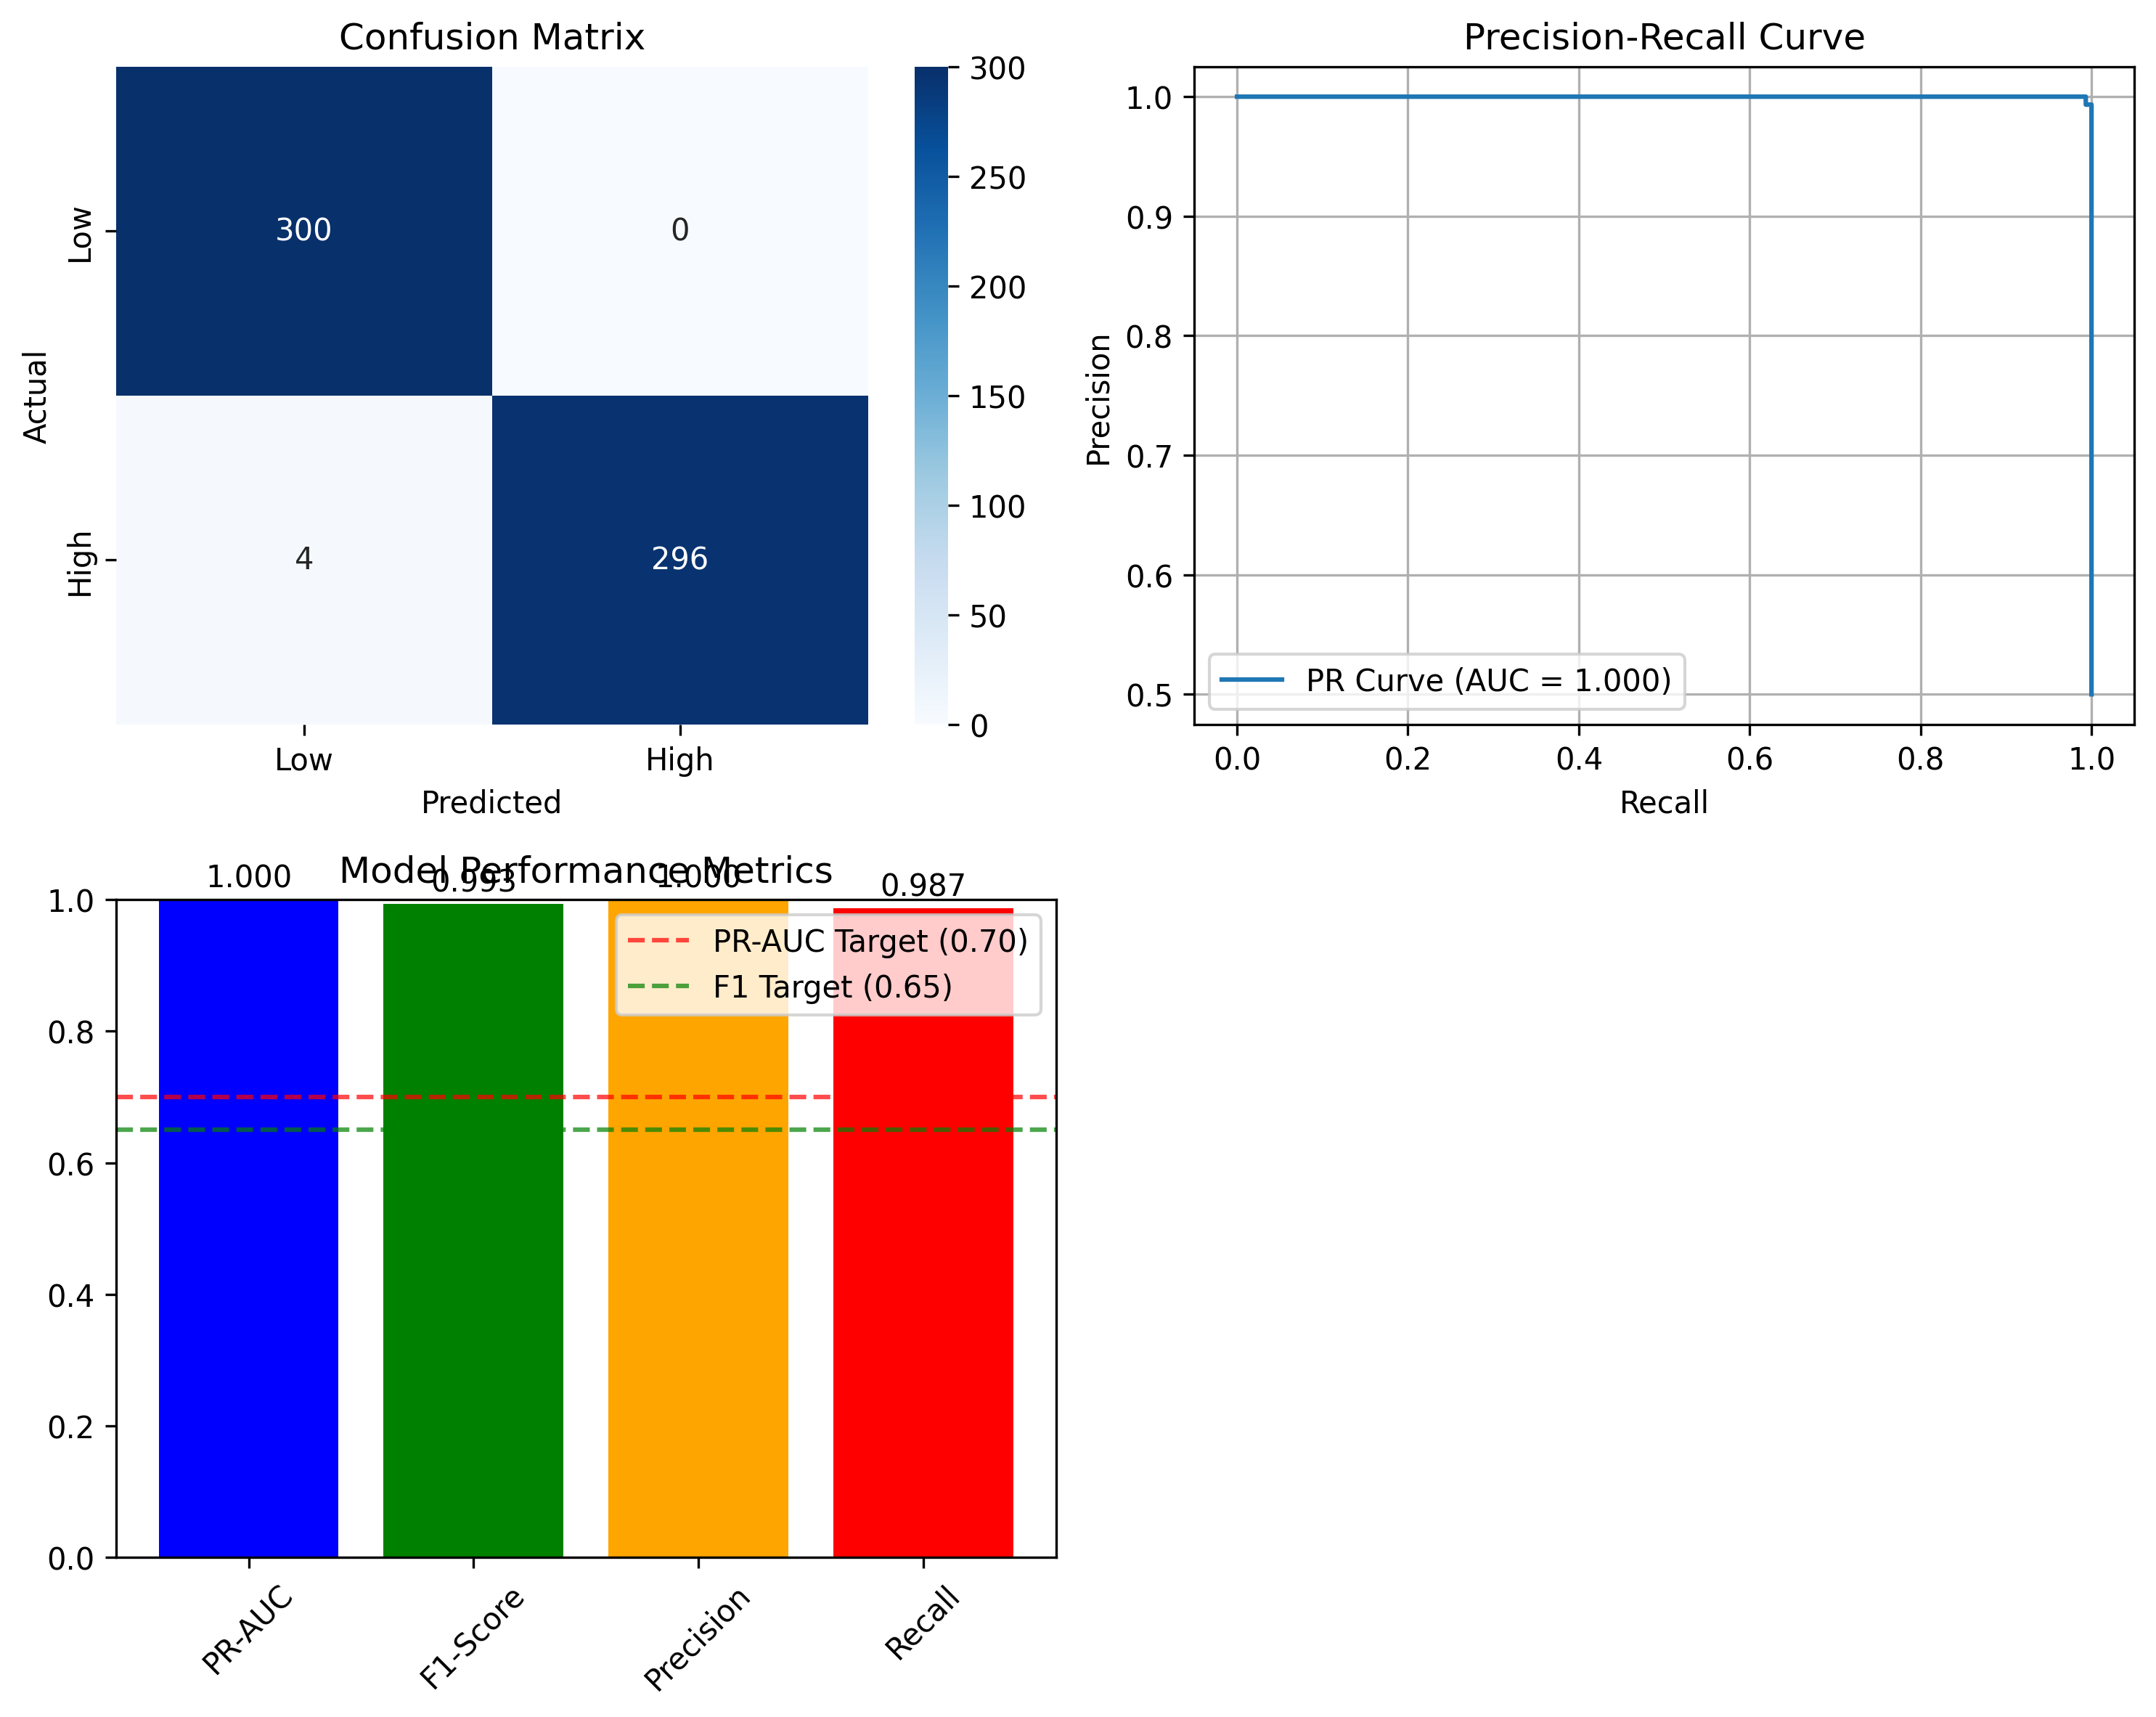 Confusion Matrix
300
0
4
296
Low
High
Actual
Low
High
Predicted
300
250
200
150
100
50
0
Precision-Recall Curve
1.0
0.9
0.8
0.7
0.6
0.5
Precision
PR Curve (AUC = 1.000)
0.0 0.2 0.4 0.6 0.8 1.0
Recall
Model Performance Metrics
1.000 0.993 1.000 0.987
PR-AUC Target (0.70)
F1 Target (0.65)
1.0
0.8
0.6
0.4
0.2
0.0
PR-AUC
F1-Score
Precision
Recall